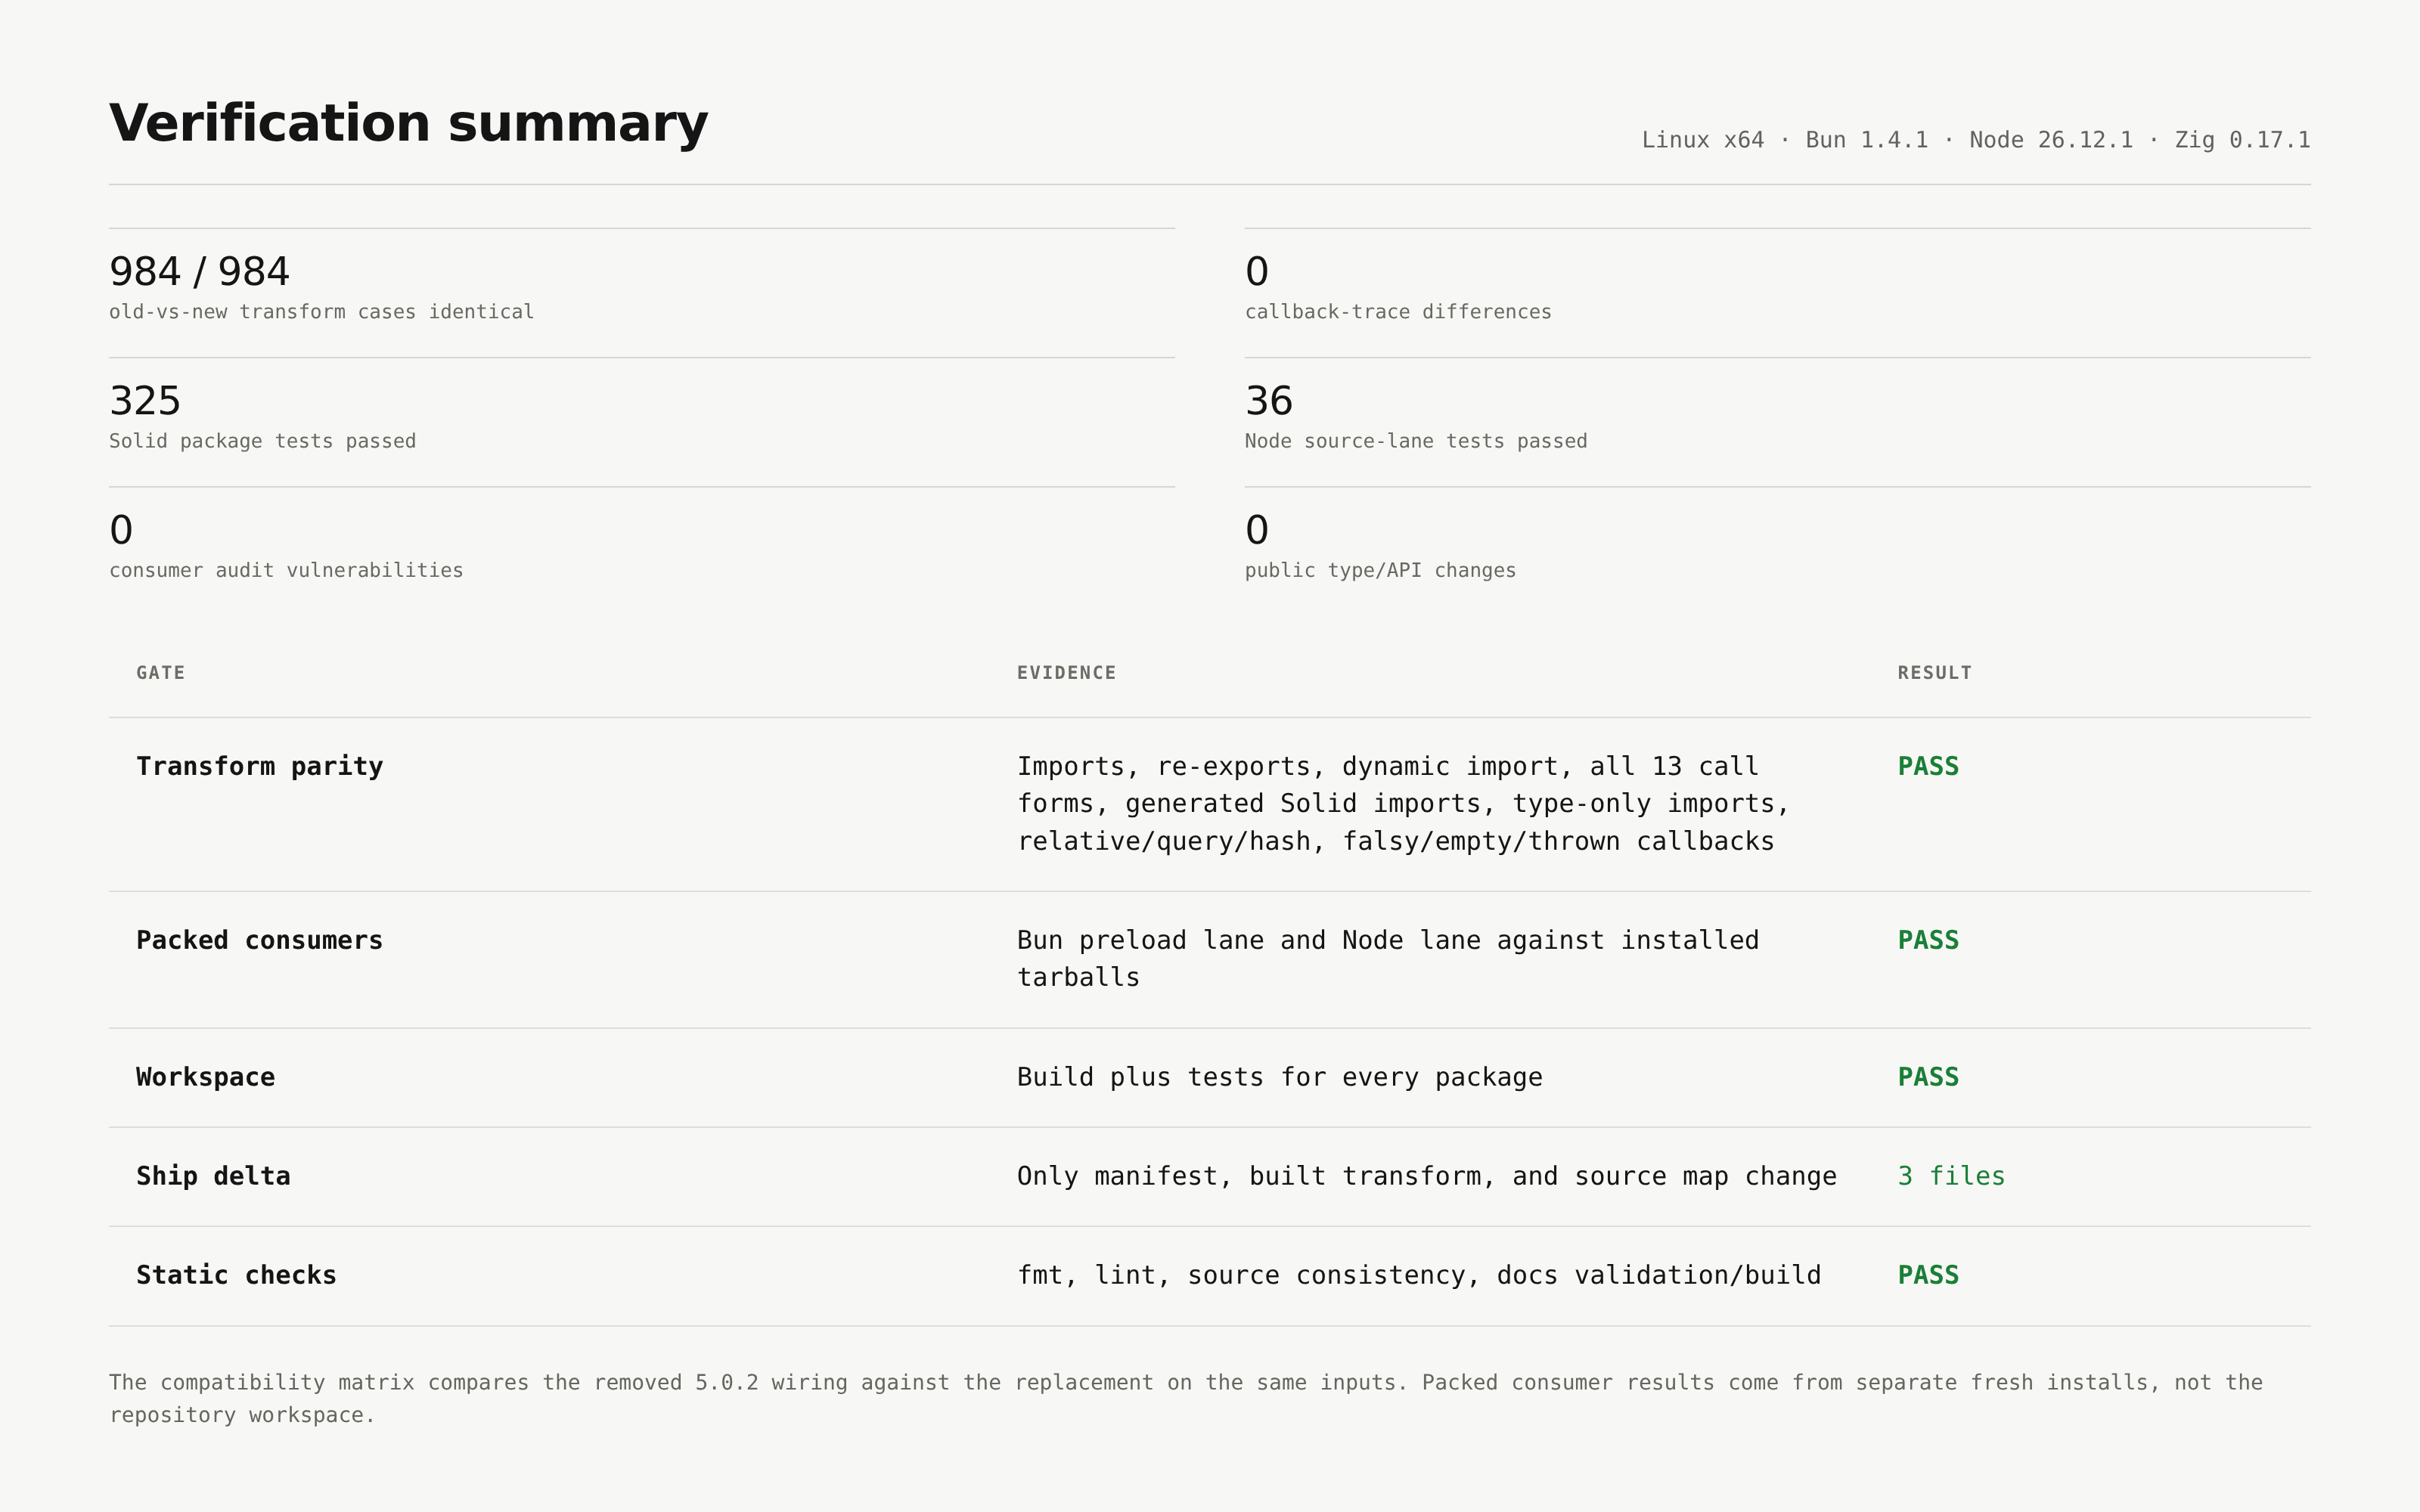 Verification summary
Linux x64 · Bun 1.4.1 · Node 26.12.1 · Zig 0.17.1
984 / 984
old-vs-new transform cases identical
0
callback-trace differences
325
Solid package tests passed
36
Node source-lane tests passed
0
consumer audit vulnerabilities
0
public type/API changes
GATE
EVIDENCE
RESULT
Transform parity
Imports, re-exports, dynamic import, all 13 call
forms, generated Solid imports, type-only imports,
relative/query/hash, falsy/empty/thrown callbacks
PASS
Packed consumers
Bun preload lane and Node lane against installed
tarballs
PASS
Workspace
Build plus tests for every package
PASS
Ship delta
Only manifest, built transform, and source map change
3 files
Static checks
fmt, lint, source consistency, docs validation/build
PASS
The compatibility matrix compares the removed 5.0.2 wiring against the replacement on the same inputs. Packed consumer results come from separate fresh installs, not the
repository workspace.